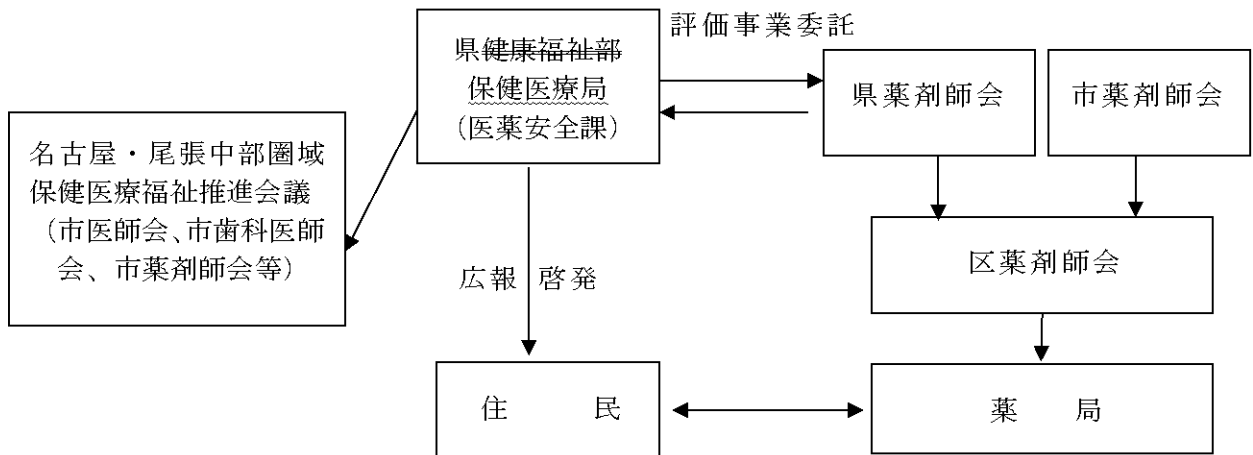 評価事業委託
県健康福祉部
保健医療局
(医薬安全課)
県薬剤師会
市薬剤師会
名古屋・尾張中部圏域
保健医療福祉推進会議
(市医師会、市歯科医師
会、市薬剤師会等)
区薬剤師会
広報 啓発
住 民
薬 局